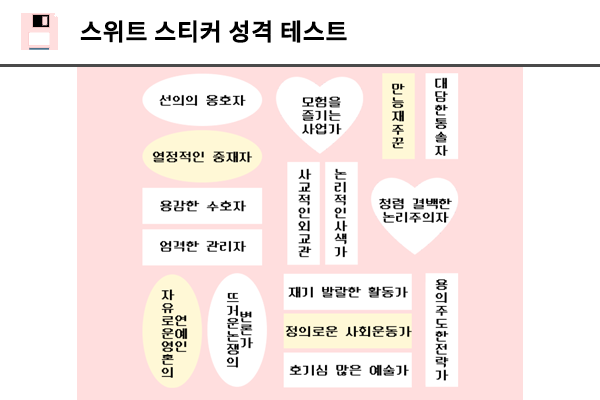 스위트 스티커 성격 테스트
선의의 옹호자
모험을
즐기는
사업가
만능재주꾼
대담한통솔자
열정적인 중재자
사교적인외교관
논리적인사색가
용감한 수호자
청렴 결백한
논리주의자
엄격한 관리자
자유로운영혼의
연예인
뜨거운논쟁의
변론가
재기 발랄한 활동가
정의로운 사회운동가
호기심 많은 예술가
용의주도한전략가